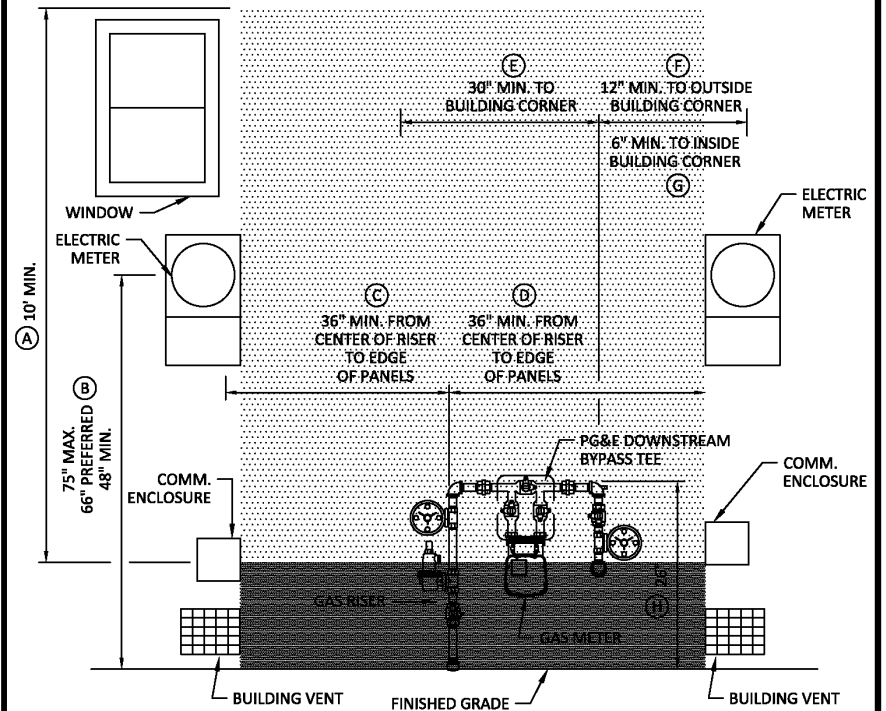 E
30" MIN. TO
BUILDING CORNER
F
12" MIN. TO OUTSIDE
BUILDING CORNER
6" MIN. TO INSIDE
BUILDING CORNER
G
WINDOW
ELECTRIC
METER
ELECTRIC
METER
A 10' MIN.
C
36" MIN. FROM
CENTER OF RISER
TO EDGE
OF PANELS
D
36" MIN. FROM
CENTER OF RISER
TO EDGE
OF PANELS
B
75" MAX.
66" PREFERRED
48" MIN.
PG&E DOWNSTREAM
BYPASS TEE
COMM.
ENCLOSURE
COMM.
ENCLOSURE
GAS RISER
GAS METER
H 26"
BUILDING VENT
FINISHED GRADE
BUILDING VENT